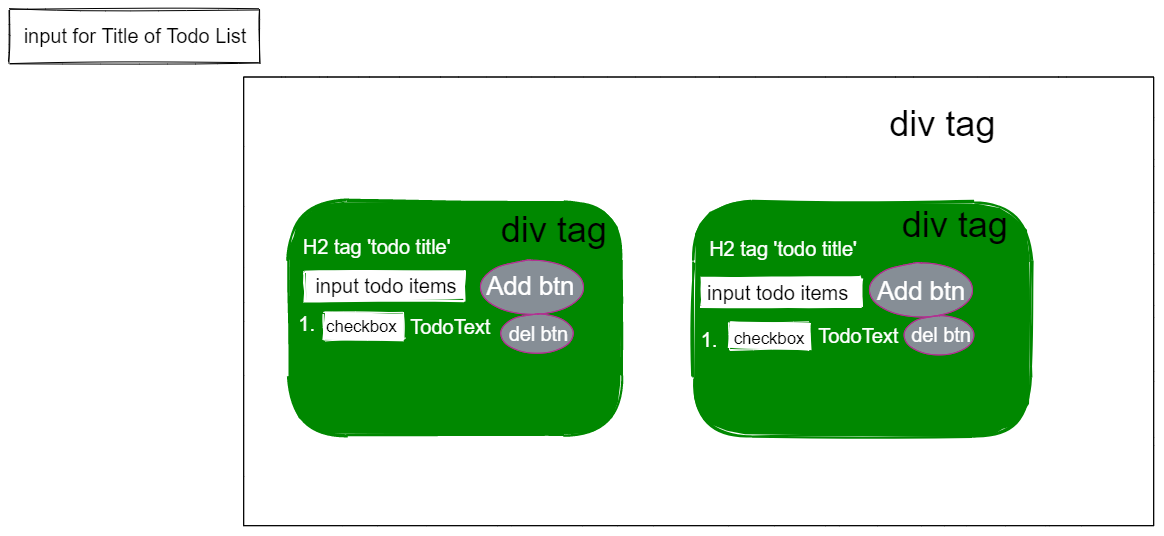 input for Title of Todo List
div tag
div tag
H2 tag 'todo title'
input todo items
Add btn
1.
checkbox
TodoText
del btn
div tag
H2 tag 'todo title'
input todo items
Add btn
1.
checkbox
TodoText
del btn